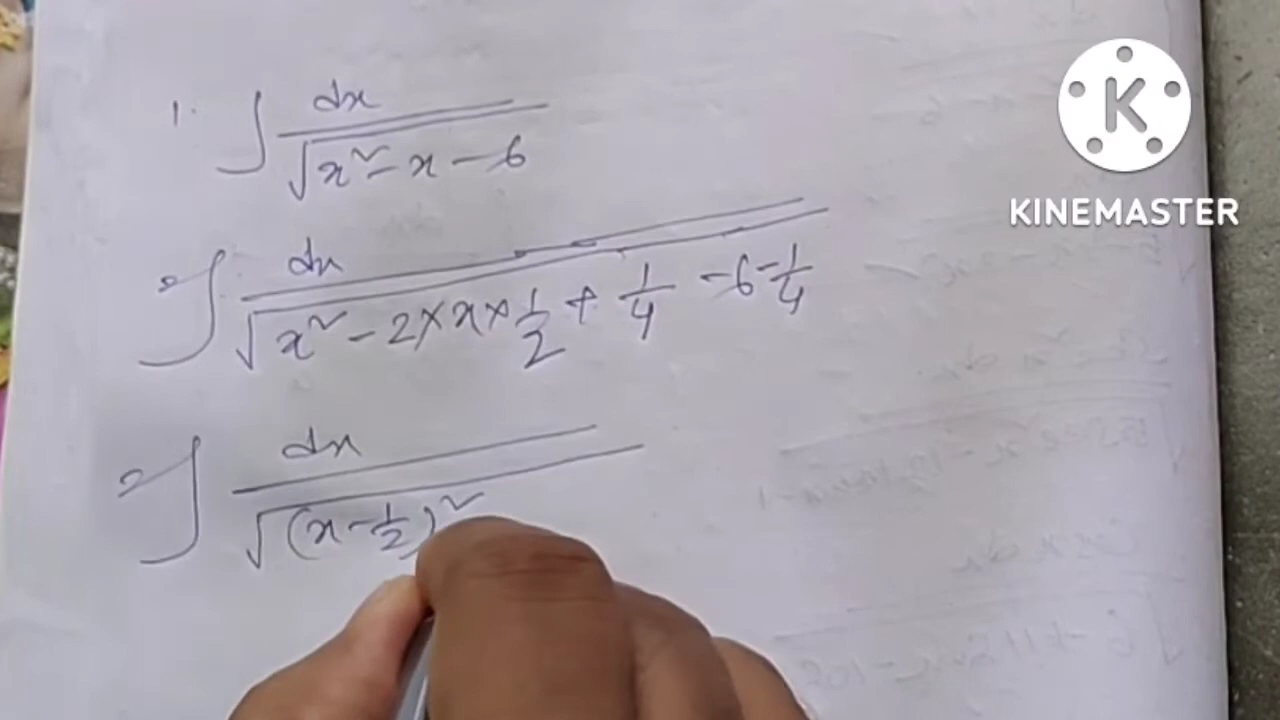 1. ∫ dx / √x² - x - 6
= ∫ dx / √x² - 2 × x × 1/2 + 1/4 - 6 - 1/4
= ∫ dx / √(x - 1/2)²
K
KINEMASTER